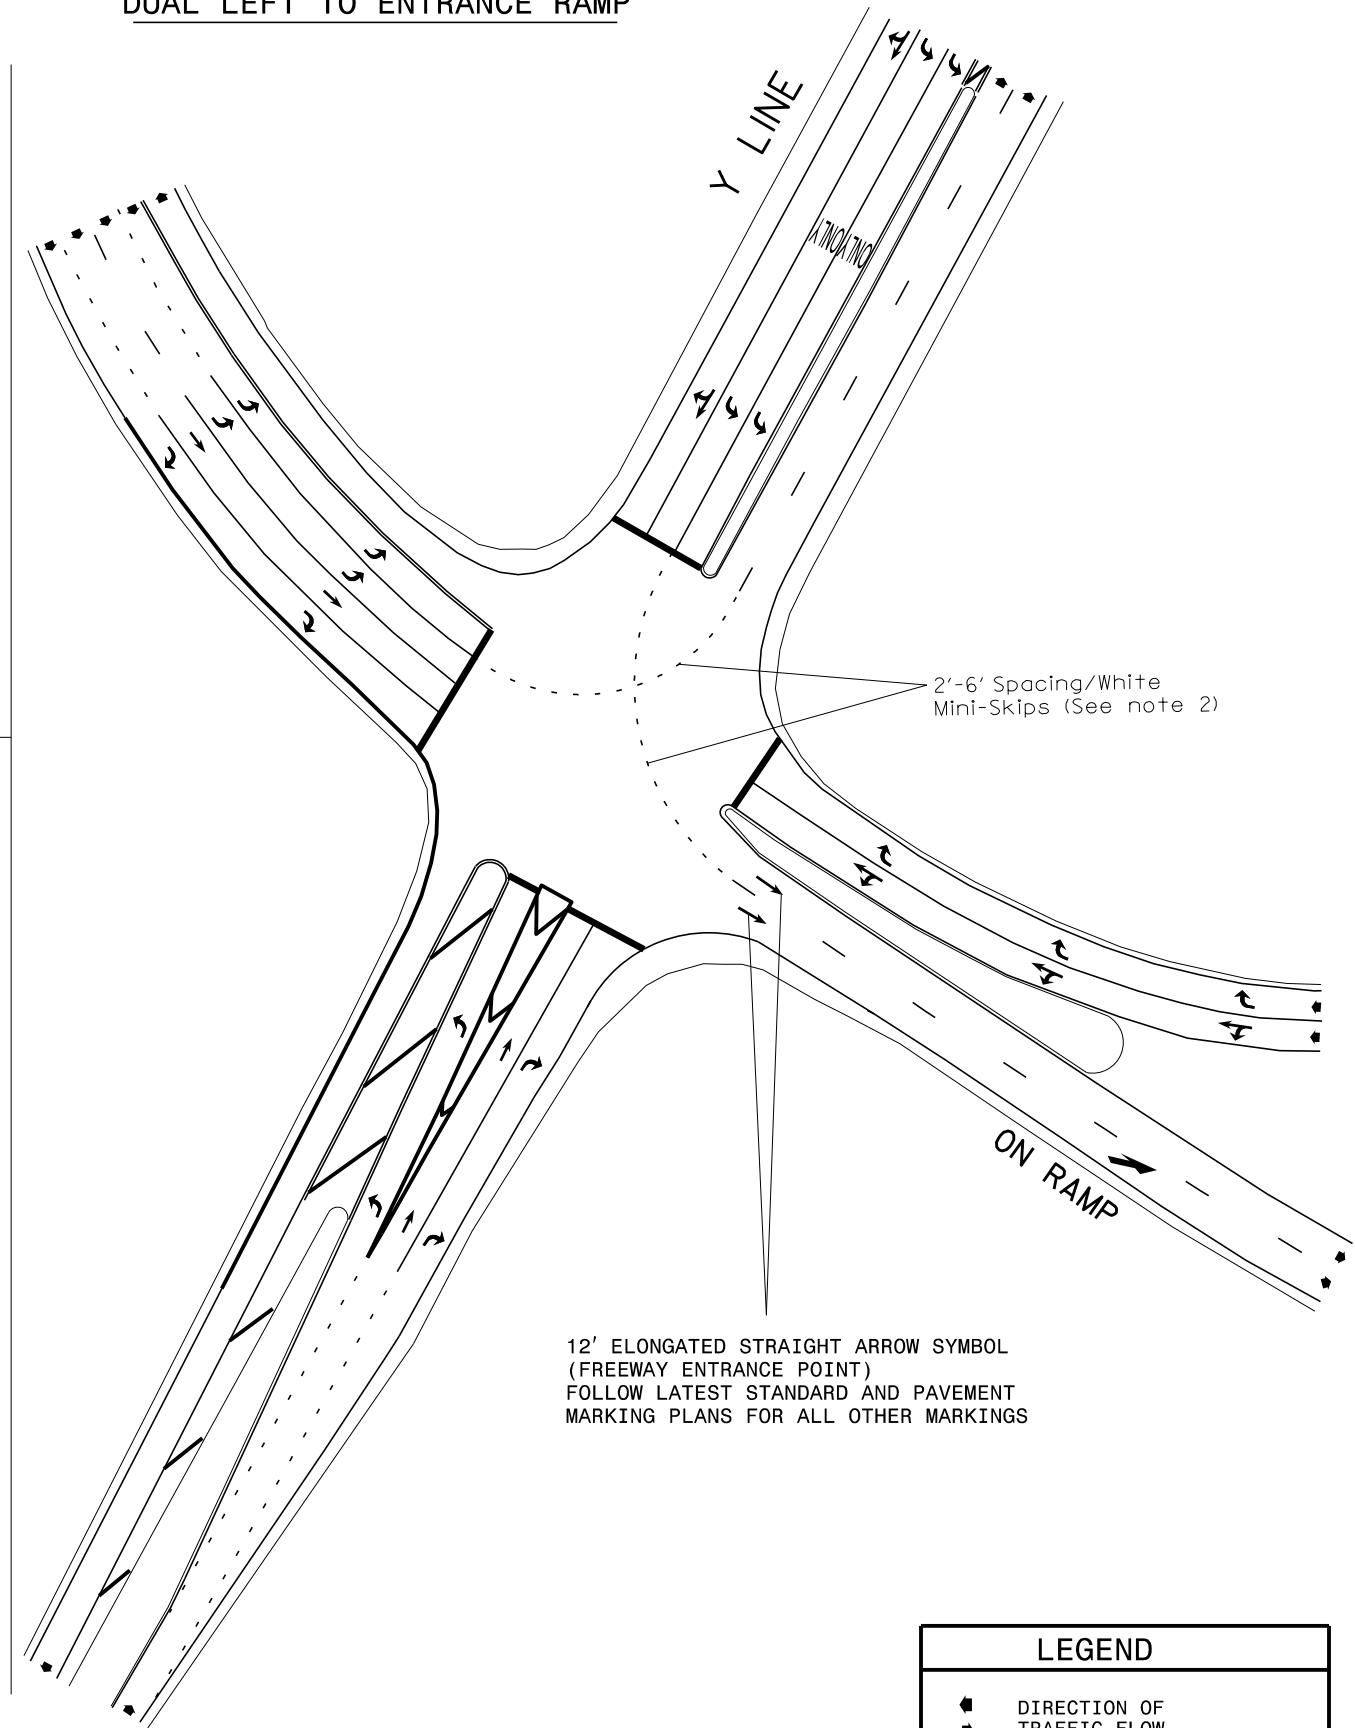 DUAL LEFT TO ENTRANCE RAMP
Y LINE
ONLY
ONLY
2'-6' Spacing/White
Mini-Skips (See note 2)
ON RAMP
12' ELONGATED STRAIGHT ARROW SYMBOL
(FREEWAY ENTRANCE POINT)
FOLLOW LATEST STANDARD AND PAVEMENT
MARKING PLANS FOR ALL OTHER MARKINGS
LEGEND
DIRECTION OF
TRAFFIC FLOW